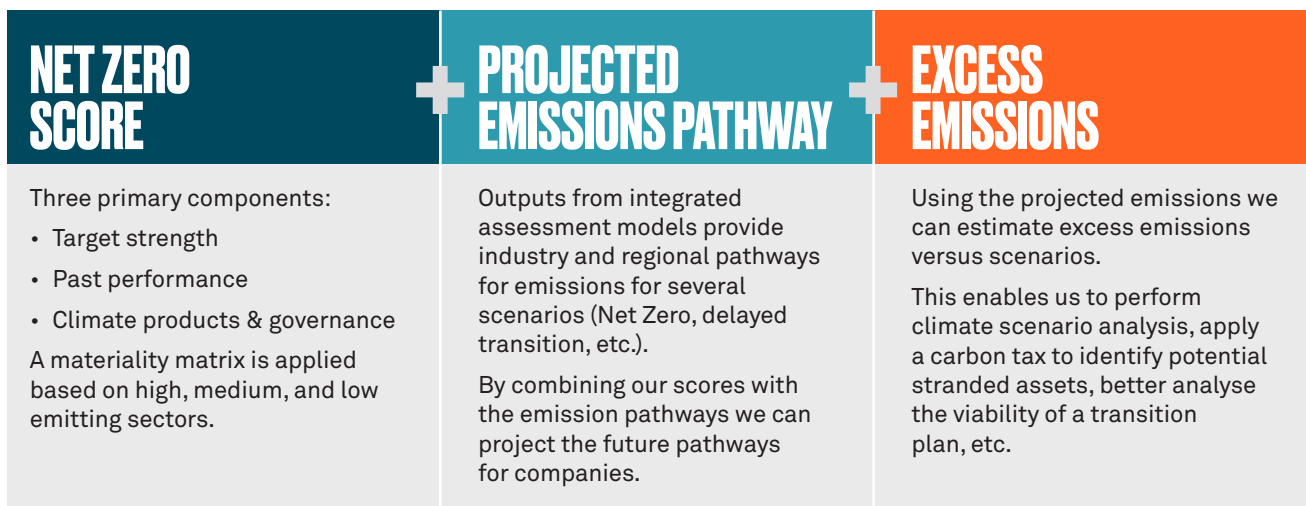 NET ZERO
SCORE
Three primary components:
• Target strength
• Past performance
• Climate products & governance
A materiality matrix is applied
based on high, medium, and low
emitting sectors.
+
PROJECTED
EMISSIONS PATHWAY
Outputs from integrated
assessment models provide
industry and regional pathways
for emissions for several
scenarios (Net Zero, delayed
transition, etc.).
By combining our scores with
the emission pathways we can
project the future pathways
for companies.
+
EXCESS
EMISSIONS
Using the projected emissions we
can estimate excess emissions
versus scenarios.
This enables us to perform
climate scenario analysis, apply
a carbon tax to identify potential
stranded assets, better analyse
the viability of a transition
plan, etc.